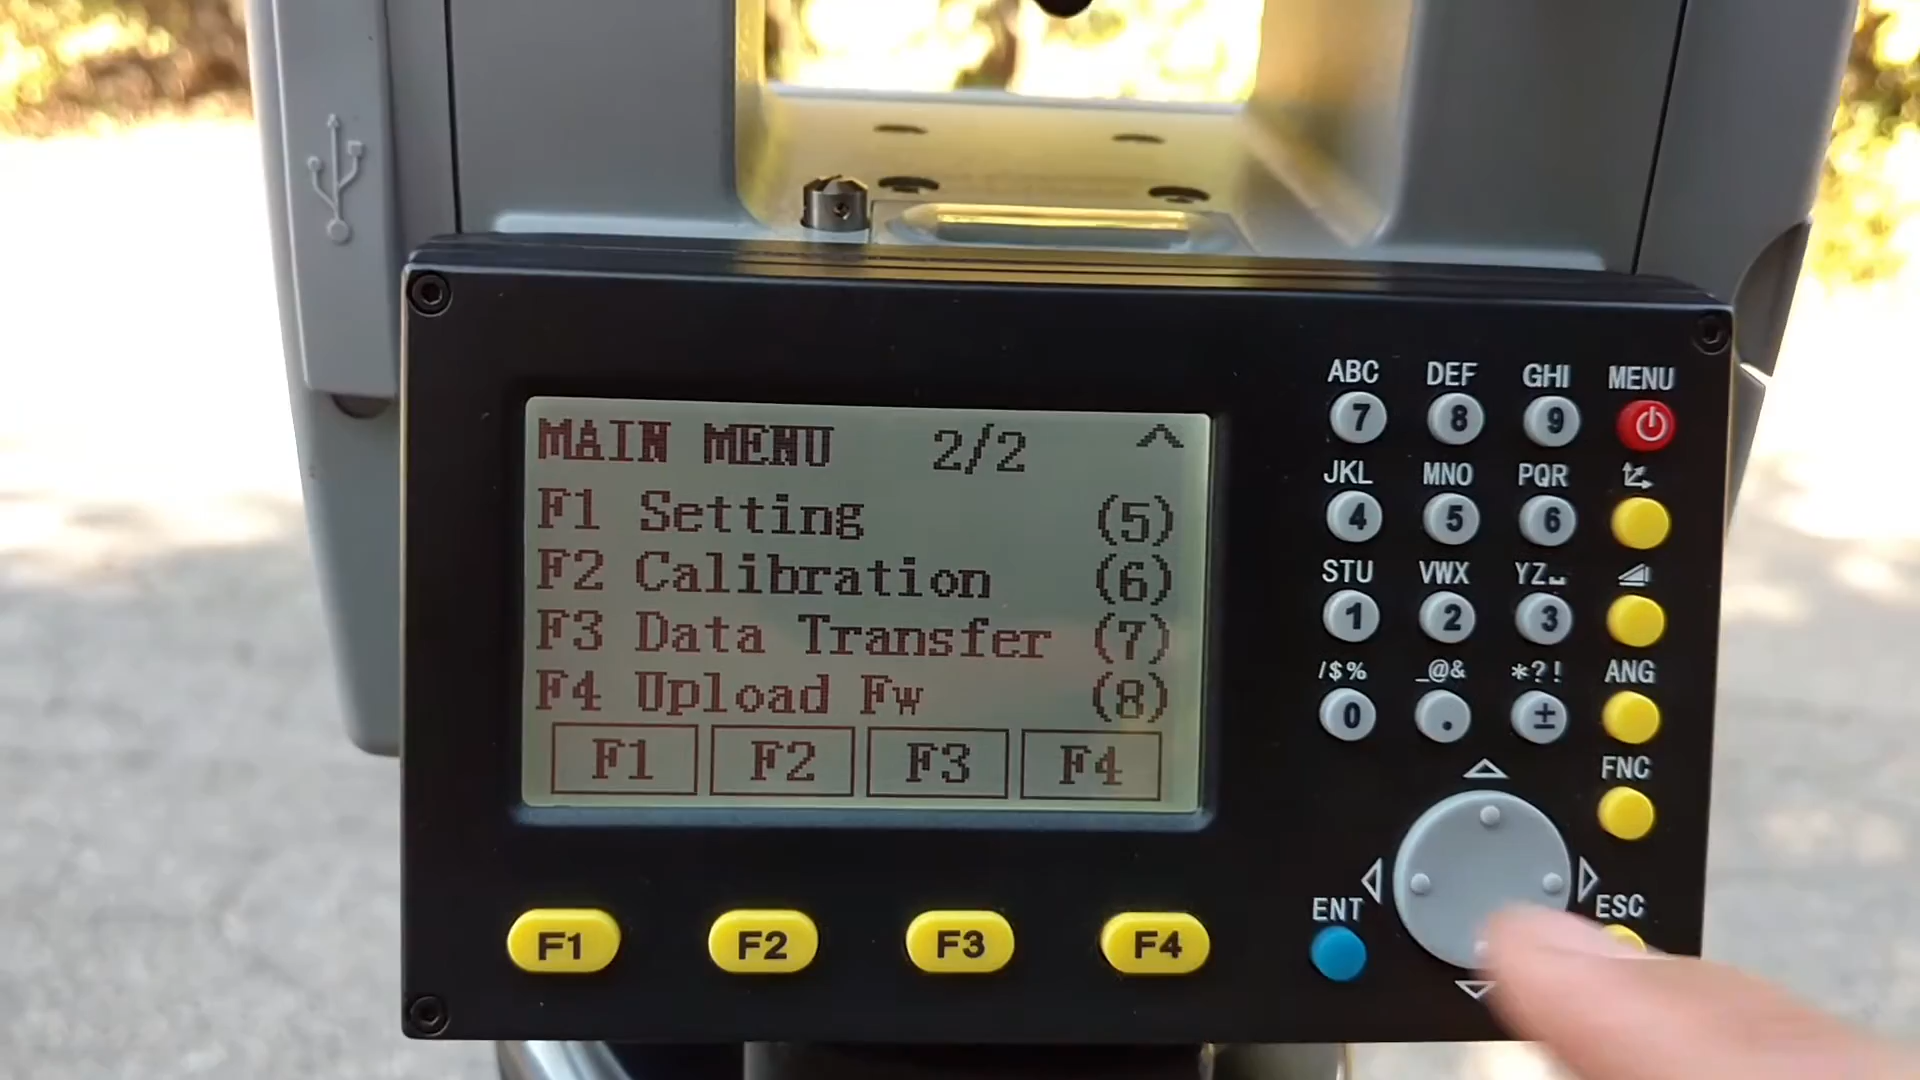 MAIN MENU 2/2 ^
F1 Setting (5)
F2 Calibration (6)
F3 Data Transfer (7)
F4 Upload Fw (8)
F1 F2 F3 F4
F1 F2 F3 F4
ABC DEF GHI MENU
7 8 9
JKL MNO PQR
4 5 6
STU VWX YZ␣
1 2 3
/$% _@& *?! ANG
0 . ±
FNC
ENT ESC